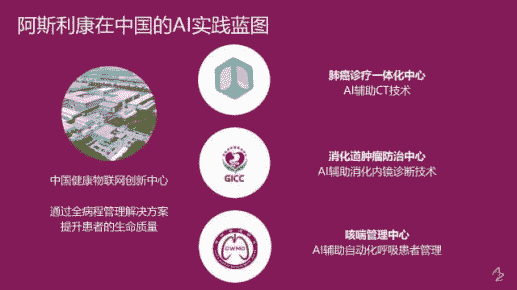 阿斯利康在中国的AI实践蓝图
中国健康物联网创新中心
通过全病程管理解决方案
提升患者的生命质量
肺癌诊疗一体化中心
AI辅助CT技术
GICC
消化道肿瘤防治中心
AI辅助消化内镜诊断技术
CWMC
咳喘管理中心
AI辅助自动化呼吸患者管理